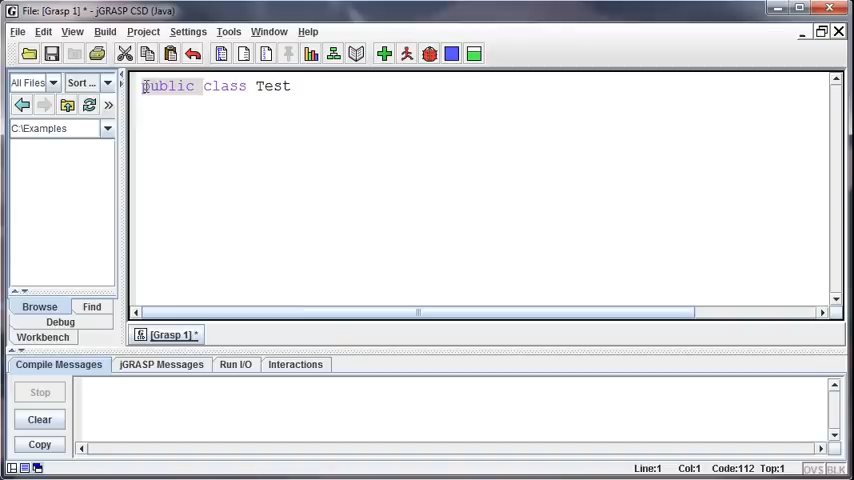 File: [Grasp 1] * - jGRASP CSD (Java)
File Edit View Build Project Settings Tools Window Help
All Files Sort ...
public class Test
C:\Examples
Browse Find
Debug
Workbench
[Grasp 1] *
Compile Messages jGRASP Messages Run I/O Interactions
Stop
Clear
Copy
Line:1 Col:1 Code:112 Top:1 OVS BLK